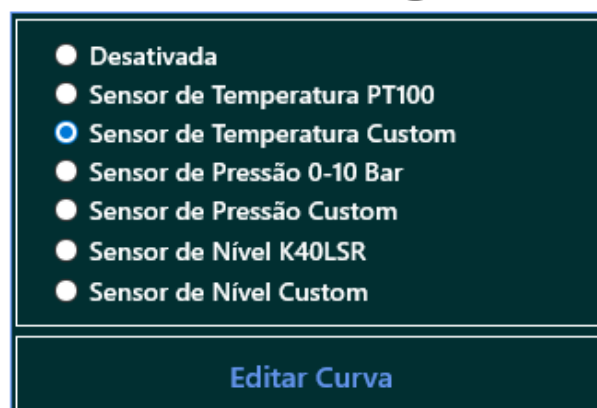 Desativada
Sensor de Temperatura PT100
Sensor de Temperatura Custom
Sensor de Pressão 0-10 Bar
Sensor de Pressão Custom
Sensor de Nível K40LSR
Sensor de Nível Custom
Editar Curva